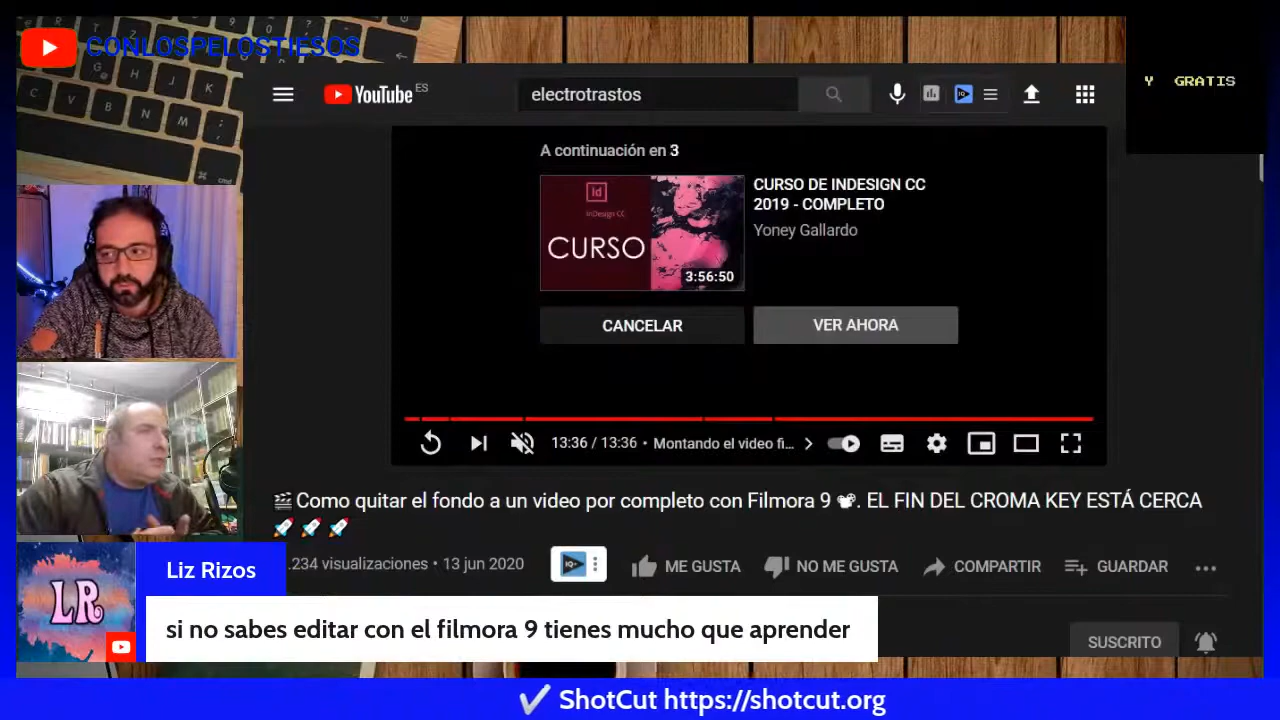 CONLOSPELOSTIESOS
YouTube ES
electrotrastos
Y GRATIS
A continuación en 3
Id
InDesign CC
CURSO
3:56:50
CURSO DE INDESIGN CC
2019 - COMPLETO
Yoney Gallardo
CANCELAR
VER AHORA
13:36 / 13:36 • Montando el video fi...
🎬Como quitar el fondo a un video por completo con Filmora 9 📽. EL FIN DEL CROMA KEY ESTÁ CERCA
🚀🚀🚀
.234 visualizaciones • 13 jun 2020
ME GUSTA
NO ME GUSTA
COMPARTIR
GUARDAR
SUSCRITO
LR
Liz Rizos
si no sabes editar con el filmora 9 tienes mucho que aprender
✔ ShotCut https://shotcut.org